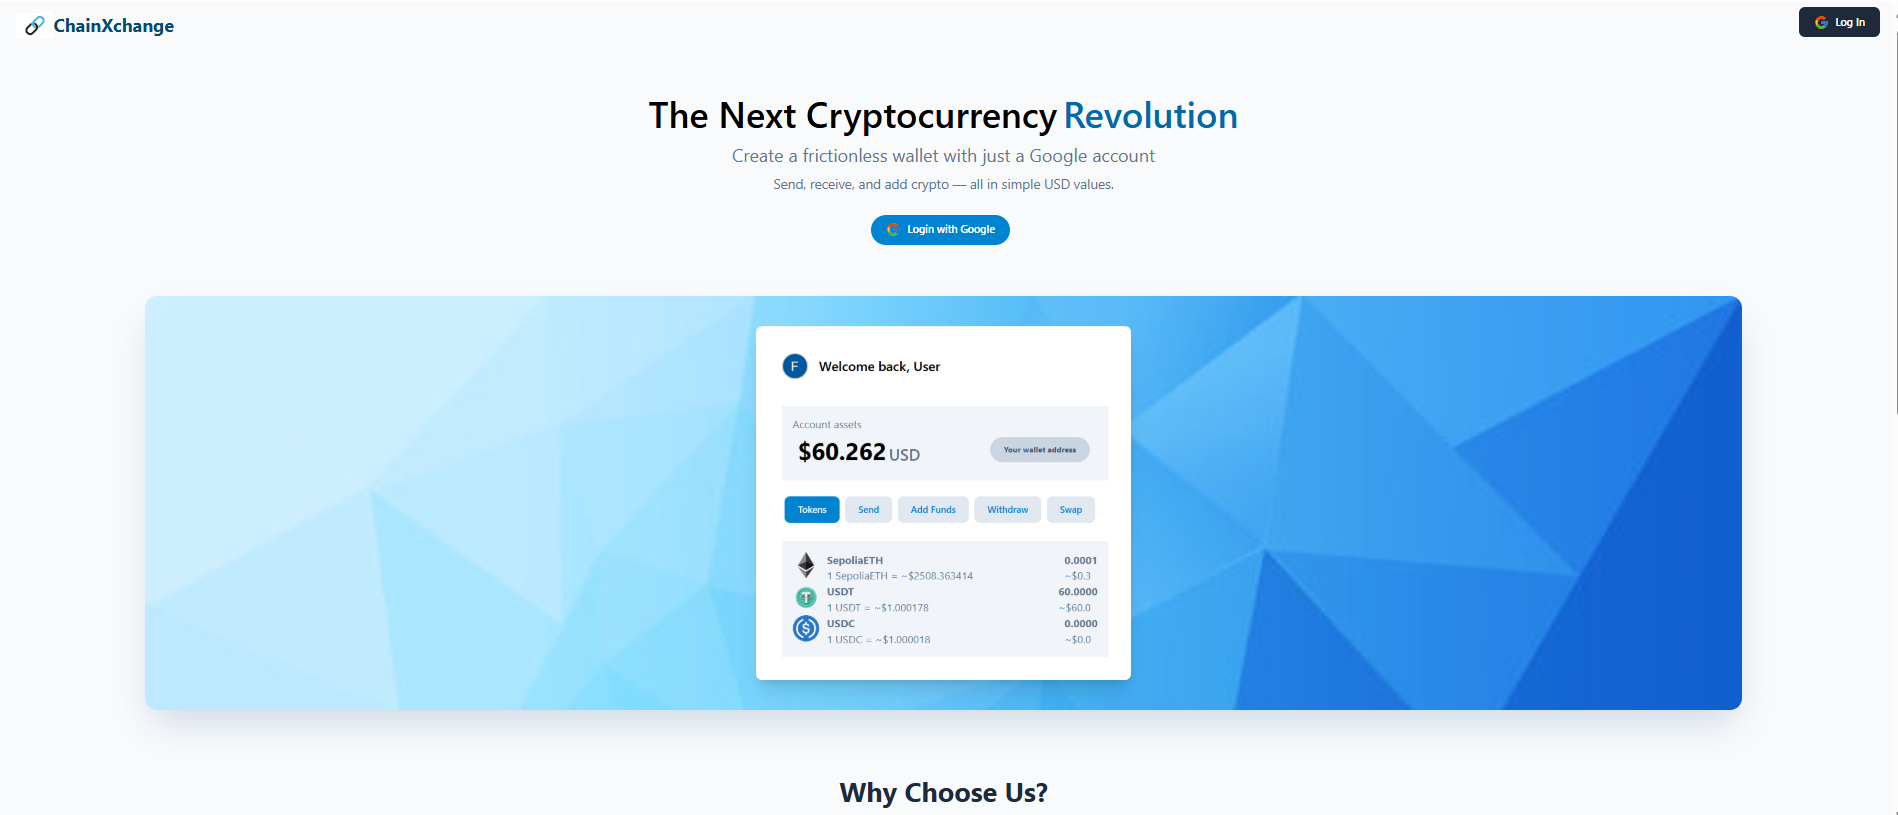 ChainXchange
Log In
The Next Cryptocurrency Revolution
Create a frictionless wallet with just a Google account
Send, receive, and add crypto — all in simple USD values.
Login with Google
F
Welcome back, User
Account assets
$60.262 USD
Your wallet address
Tokens Send Add Funds Withdraw Swap
SepoliaETH 0.0001
1 SepoliaETH = ~$2508.363414 ~$0.3
USDT 60.0000
1 USDT = ~$1.000178 ~$60.0
USDC 0.0000
1 USDC = ~$1.000018 ~$0.0
Why Choose Us?